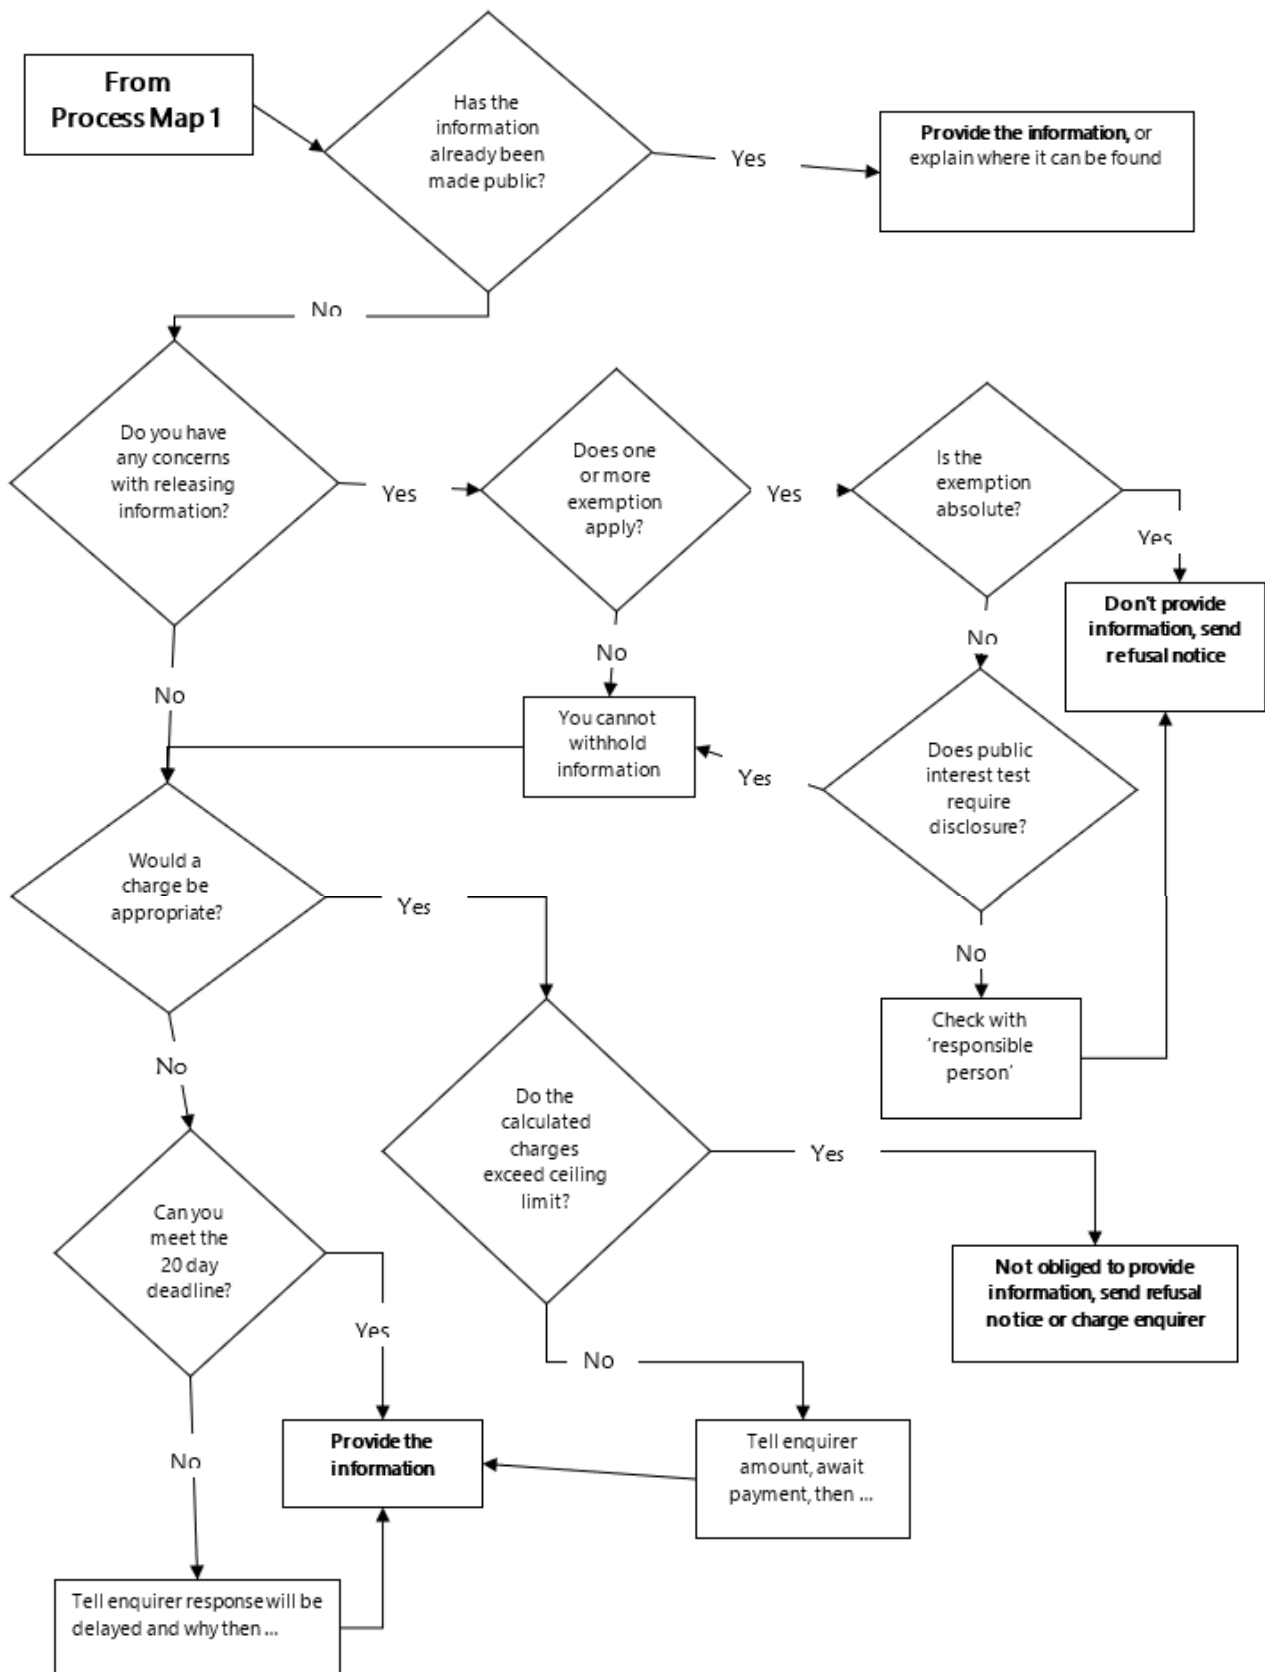 From
Process Map 1
Has the
information
already been
made public?
Yes
Provide the information, or
explain where it can be found
No
Do you have
any concerns
with releasing
information?
Yes
Does one
or more
exemption
apply?
Yes
Is the
exemption
absolute?
Yes
Don't provide
information, send
refusal notice
No
No
No
You cannot
withhold
information
Yes
Does public
interest test
require
disclosure?
Would a
charge be
appropriate?
Yes
No
Check with
‘responsible
person’
No
Do the
calculated
charges
exceed ceiling
limit?
Yes
Can you
meet the
20 day
deadline?
Not obliged to provide
information, send refusal
notice or charge enquirer
Yes
No
No
Provide the
information
Tell enquirer
amount, await
payment, then ...
Tell enquirer response will be
delayed and why then ...